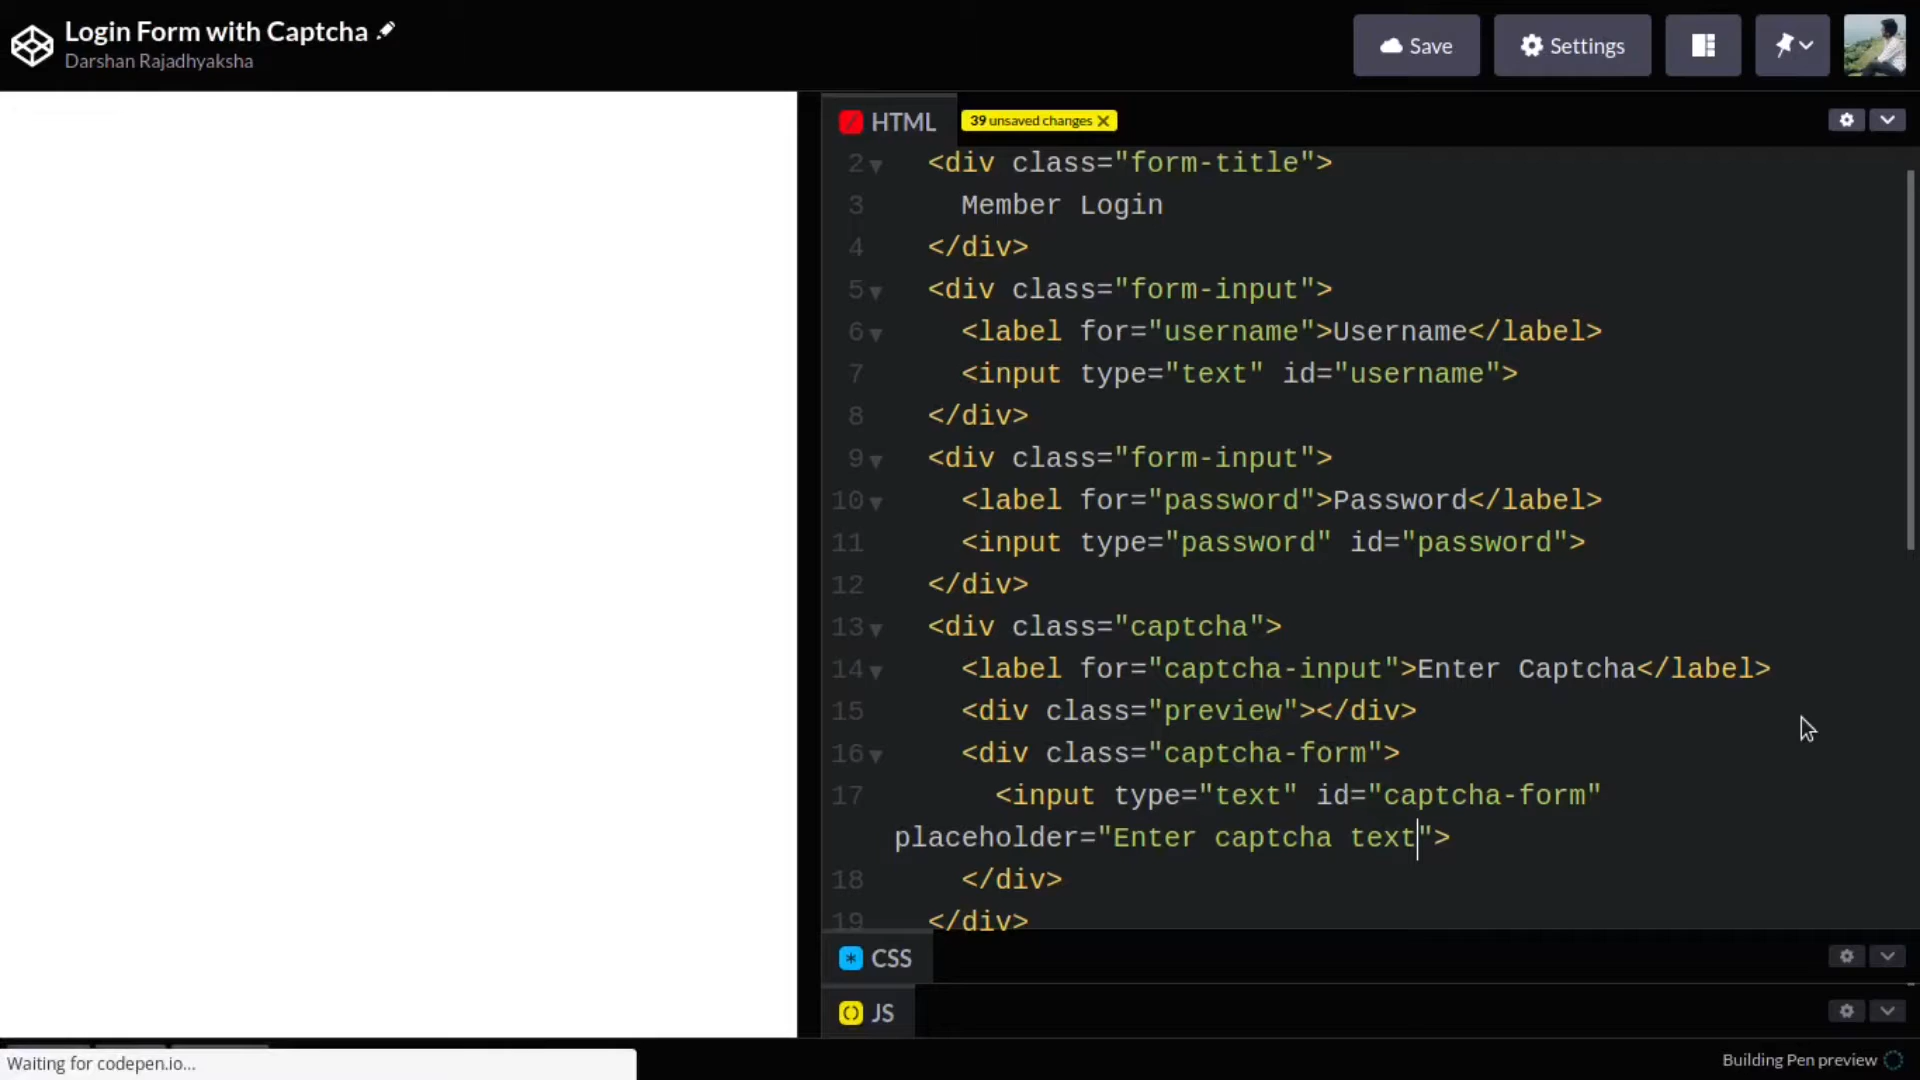 Login Form with Captcha
Darshan Rajadhyaksha
Save
Settings
HTML
39 unsaved changes
2 <div class="form-title">
3 Member Login
4 </div>
5 <div class="form-input">
6 <label for="username">Username</label>
7 <input type="text" id="username">
8 </div>
9 <div class="form-input">
10 <label for="password">Password</label>
11 <input type="password" id="password">
12 </div>
13 <div class="captcha">
14 <label for="captcha-input">Enter Captcha</label>
15 <div class="preview"></div>
16 <div class="captcha-form">
17 <input type="text" id="captcha-form"
placeholder="Enter captcha text">
18 </div>
19 </div>
CSS
JS
Waiting for codepen.io...
Building Pen preview